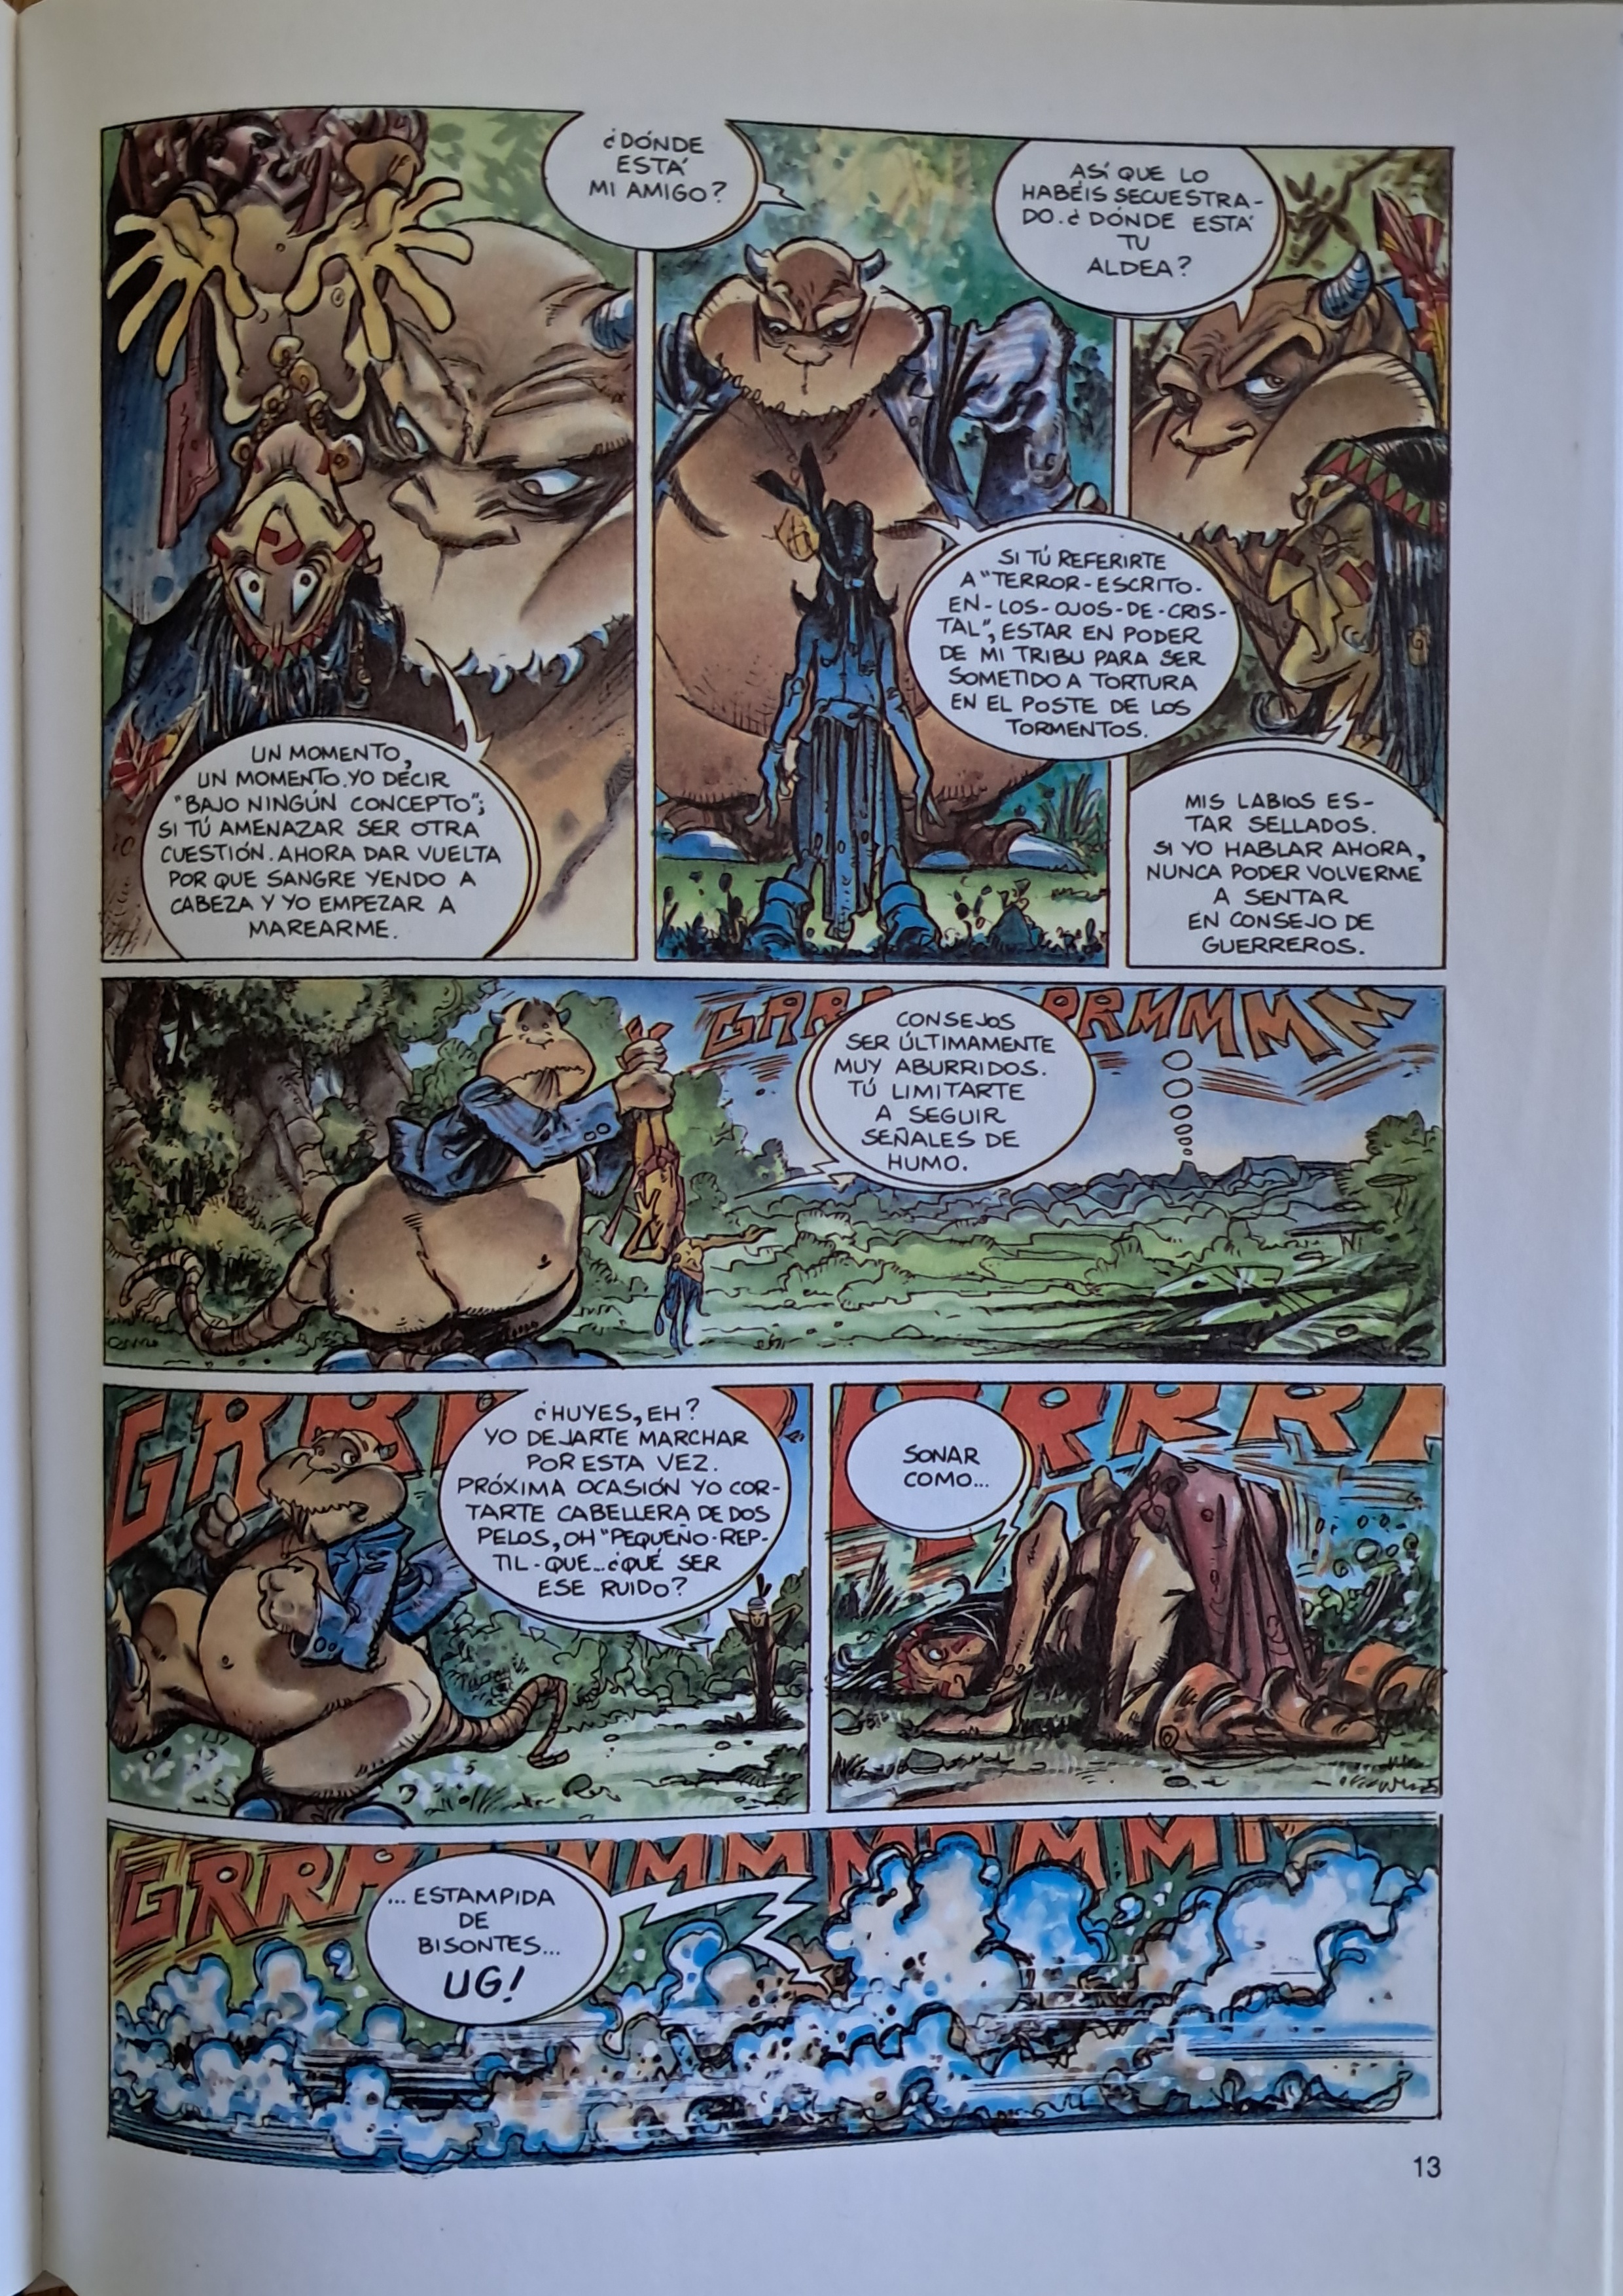 UN MOMENTO,
UN MOMENTO. YO DECIR
"BAJO NINGÚN CONCEPTO";
SI TÚ AMENAZAR SER OTRA
CUESTIÓN. AHORA DAR VUELTA
POR QUE SANGRE YENDO A
CABEZA Y YO EMPEZAR A
MAREARME.
¿DÓNDE
ESTÁ
MI AMIGO?
SI TÚ REFERIRTE
A "TERROR-ESCRITO-
EN-LOS-OJOS-DE-CRIS-
TAL", ESTAR EN PODER
DE MI TRIBU PARA SER
SOMETIDO A TORTURA
EN EL POSTE DE LOS
TORMENTOS.
ASÍ QUE LO
HABÉIS SECUESTRA-
DO. ¿DÓNDE ESTÁ
TU
ALDEA?
MIS LABIOS ES-
TAR SELLADOS.
SI YO HABLAR AHORA,
NUNCA PODER VOLVERME
A SENTAR
EN CONSEJO DE
GUERREROS.
GRR RRMMMM
CONSEJOS
SER ÚLTIMAMENTE
MUY ABURRIDOS.
TÚ LIMITARTE
A SEGUIR
SEÑALES DE
HUMO.
GRRR
¿HUYES, EH?
YO DEJARTE MARCHAR
POR ESTA VEZ.
PRÓXIMA OCASIÓN YO COR-
TARTE CABELLERA DE DOS
PELOS, OH "PEQUEÑO-REP-
TIL-QUE... ¿QUÉ SER
ESE RUIDO?
RRRR
SONAR
COMO...
GRRR MMMMMMM
... ESTAMPIDA
DE
BISONTES...
UG!
13